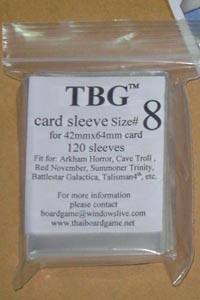 TBG™
card sleeve Size# 8
for 42mmx64mm card
120 sleeves
Fit for: Arkham Horror, Cave Troll ,
Red November, Summoner Trinity,
Battlestar Galactica, Talisman4th, etc.
For more information
please contact
boardgame@windowslive.com
www.thaiboardgame.net